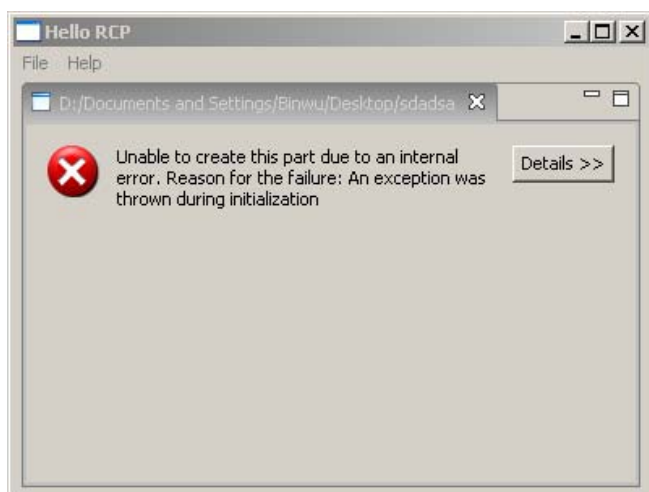 Hello RCP
File Help
D:/Documents and Settings/Binwu/Desktop/sdadsa
Unable to create this part due to an internal
error. Reason for the failure: An exception was
thrown during initialization
Details >>